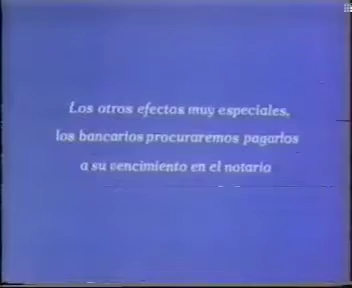 Los otros efectos muy especiales,
los bancarios procuraremos pagarlos
a su vencimiento en el notario